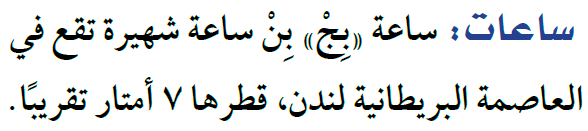 ساعات: ساعة «بِجْ» بِنْ ساعة شهيرة تقع في
العاصمة البريطانية لندن، قطرها ٧ أمتار تقريبًا.